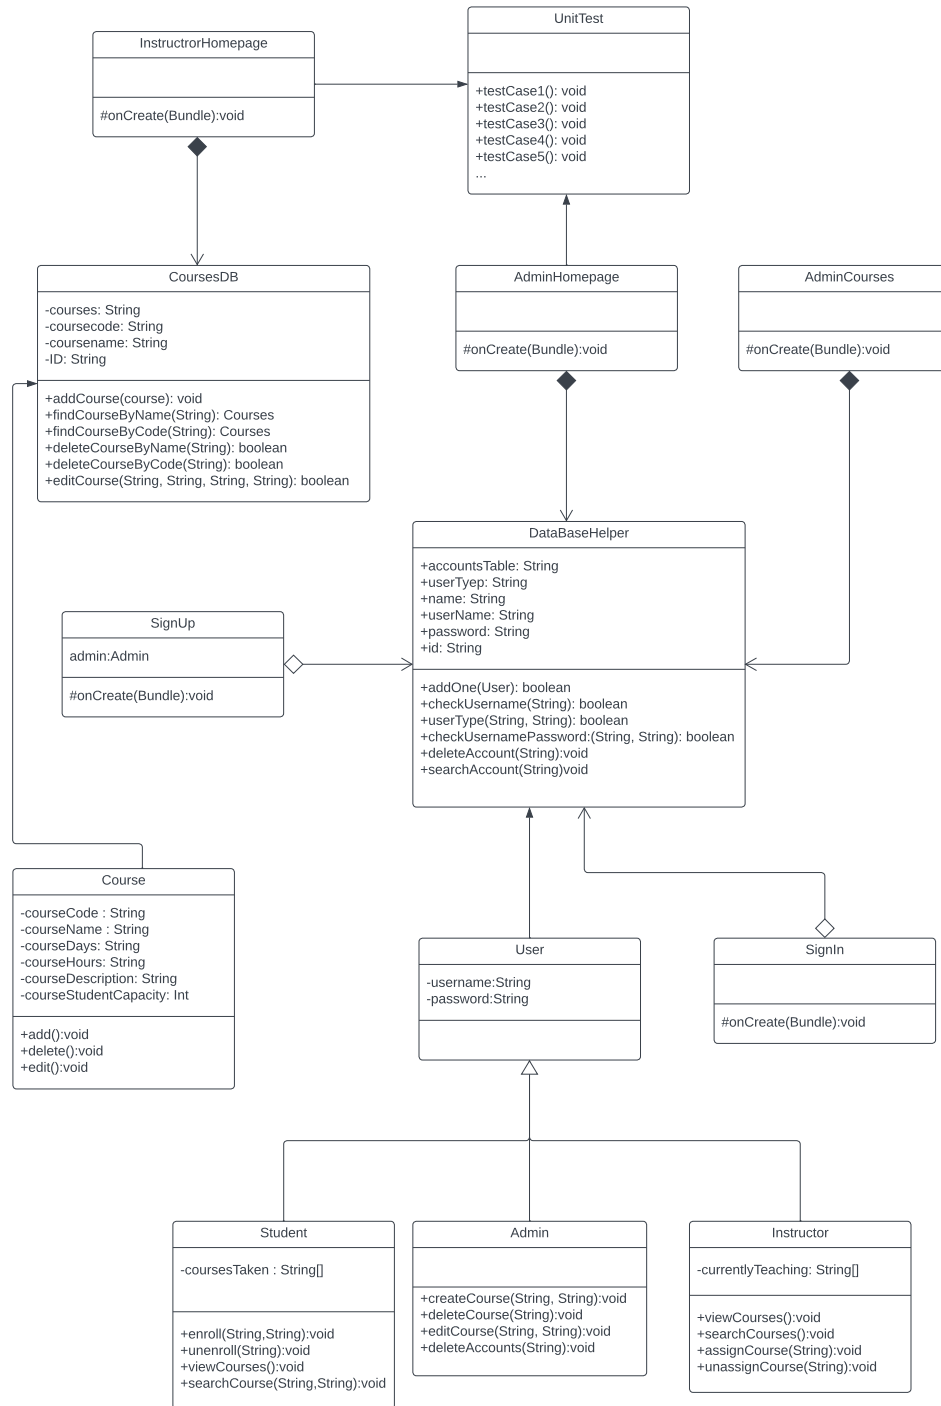 UnitTest
+testCase1(): void
+testCase2(): void
+testCase3(): void
+testCase4(): void
+testCase5(): void
...
InstructrorHomepage
#onCreate(Bundle):void
CoursesDB
-courses: String
-coursecode: String
-coursename: String
-ID: String
+addCourse(course): void
+findCourseByName(String): Courses
+findCourseByCode(String): Courses
+deleteCourseByName(String): boolean
+deleteCourseByCode(String): boolean
+editCourse(String, String, String, String): boolean
AdminHomepage
#onCreate(Bundle):void
AdminCourses
#onCreate(Bundle):void
DataBaseHelper
+accountsTable: String
+userTyep: String
+name: String
+userName: String
+password: String
+id: String
+addOne(User): boolean
+checkUsername(String): boolean
+userType(String, String): boolean
+checkUsernamePassword:(String, String): boolean
+deleteAccount(String):void
+searchAccount(String)void
SignUp
admin:Admin
#onCreate(Bundle):void
Course
-courseCode : String
-courseName : String
-courseDays: String
-courseHours: String
-courseDescription: String
-courseStudentCapacity: Int
+add():void
+delete():void
+edit():void
User
-username:String
-password:String
SignIn
#onCreate(Bundle):void
Student
-coursesTaken : String[]
+enroll(String,String):void
+unenroll(String):void
+viewCourses():void
+searchCourse(String,String):void
Admin
+createCourse(String, String):void
+deleteCourse(String):void
+editCourse(String, String):void
+deleteAccounts(String):void
Instructor
-currentlyTeaching: String[]
+viewCourses():void
+searchCourses():void
+assignCourse(String):void
+unassignCourse(String):void